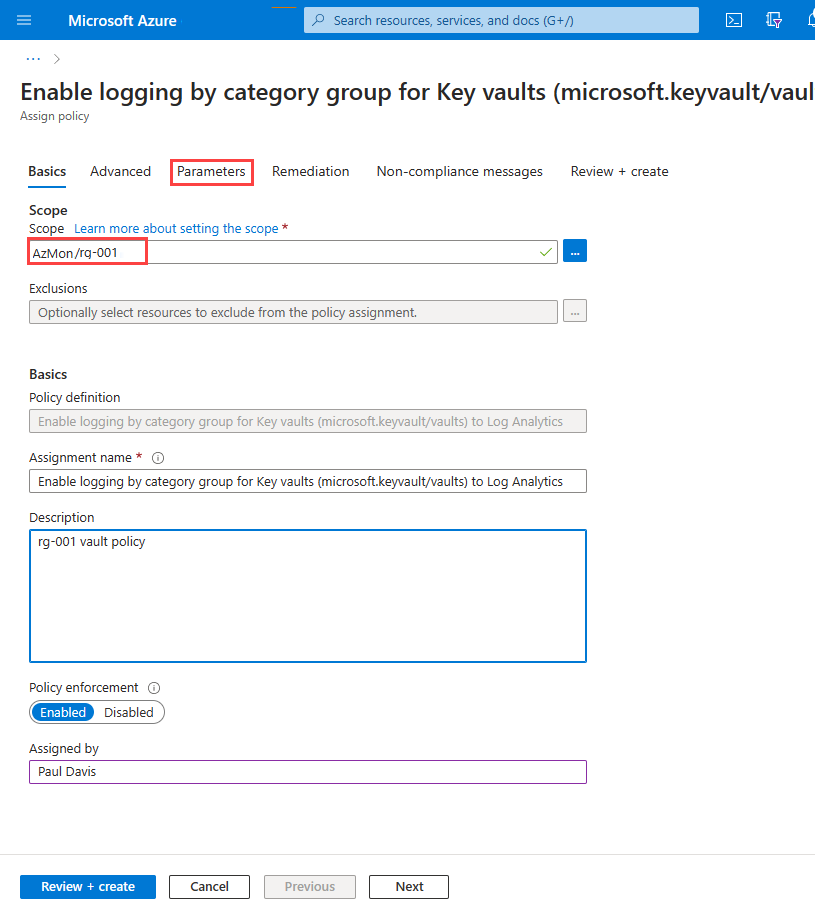 Microsoft Azure
Search resources, services, and docs (G+/)
...
Enable logging by category group for Key vaults (microsoft.keyvault/vaul
Assign policy
Basics Advanced Parameters Remediation Non-compliance messages Review + create
Scope
Scope Learn more about setting the scope *
AzMon/rg-001
...
Exclusions
Optionally select resources to exclude from the policy assignment.
...
Basics
Policy definition
Enable logging by category group for Key vaults (microsoft.keyvault/vaults) to Log Analytics
Assignment name *
Enable logging by category group for Key vaults (microsoft.keyvault/vaults) to Log Analytics
Description
rg-001 vault policy
Policy enforcement
Enabled Disabled
Assigned by
Paul Davis
Review + create Cancel Previous Next